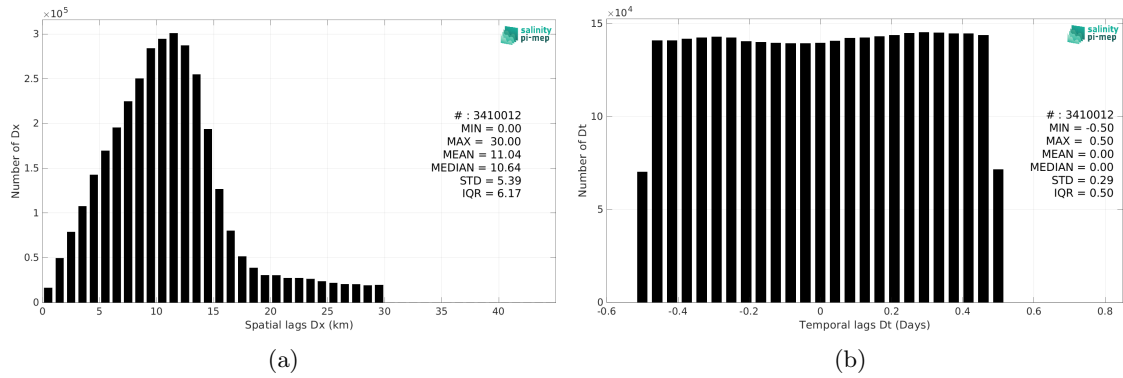 ×10^5
3
2.5
2
1.5
1
0.5
0
Number of Dx
salinity
pi-mep
# : 3410012
MIN = 0.00
MAX = 30.00
MEAN = 11.04
MEDIAN = 10.64
STD = 5.39
IQR = 6.17
0 5 10 15 20 25 30 35 40
Spatial lags Dx (km)
(a)
×10^4
15
10
5
0
Number of Dt
salinity
pi-mep
# : 3410012
MIN = -0.50
MAX = 0.50
MEAN = 0.00
MEDIAN = 0.00
STD = 0.29
IQR = 0.50
-0.6 -0.4 -0.2 0 0.2 0.4 0.6 0.8
Temporal lags Dt (Days)
(b)